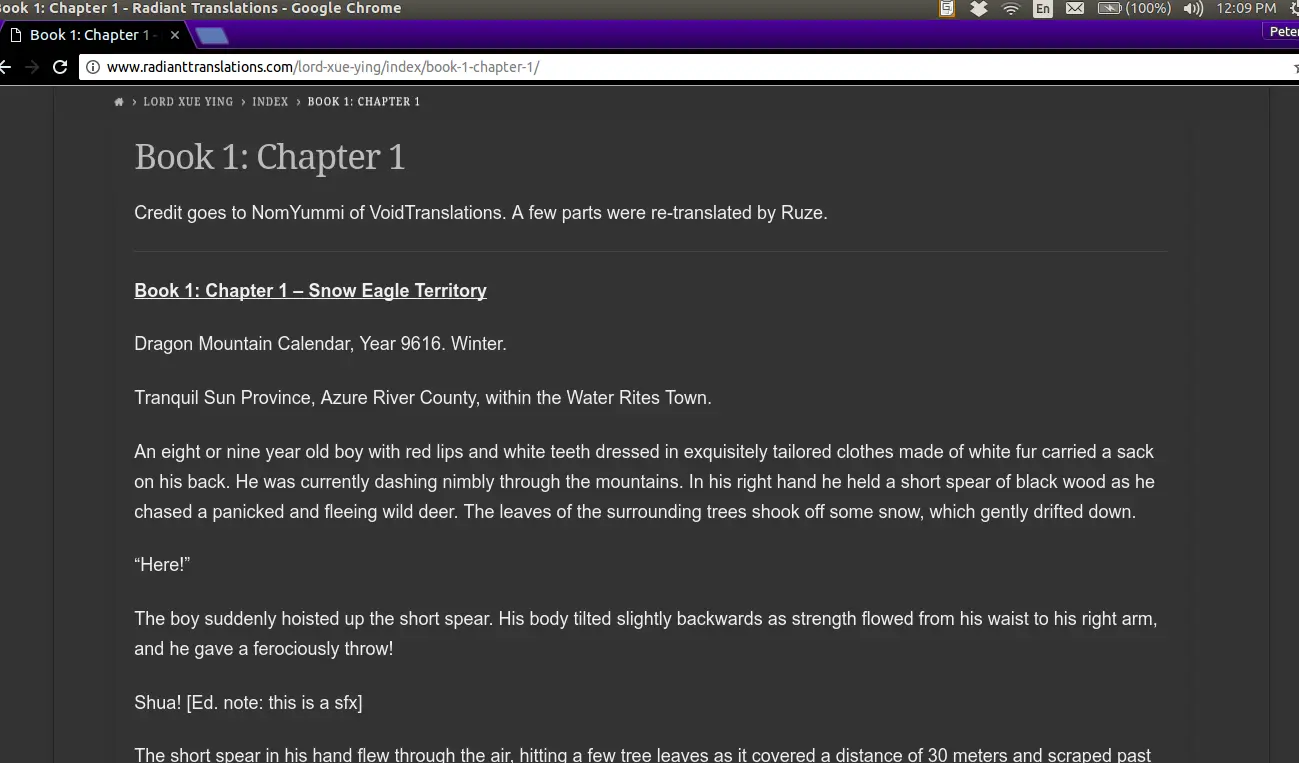 ook 1: Chapter 1 - Radiant Translations - Google Chrome
En
(100%)
12:09 PM
Book 1: Chapter 1 -
Peter
www.radianttranslations.com/lord-xue-ying/index/book-1-chapter-1/
LORD XUE YING › INDEX › BOOK 1: CHAPTER 1
Book 1: Chapter 1
Credit goes to NomYummi of VoidTranslations. A few parts were re-translated by Ruze.
Book 1: Chapter 1 – Snow Eagle Territory
Dragon Mountain Calendar, Year 9616. Winter.
Tranquil Sun Province, Azure River County, within the Water Rites Town.
An eight or nine year old boy with red lips and white teeth dressed in exquisitely tailored clothes made of white fur carried a sack
on his back. He was currently dashing nimbly through the mountains. In his right hand he held a short spear of black wood as he
chased a panicked and fleeing wild deer. The leaves of the surrounding trees shook off some snow, which gently drifted down.
“Here!”
The boy suddenly hoisted up the short spear. His body tilted slightly backwards as strength flowed from his waist to his right arm,
and he gave a ferociously throw!
Shua! [Ed. note: this is a sfx]
The short spear in his hand flew through the air, hitting a few tree leaves as it covered a distance of 30 meters and scraped past